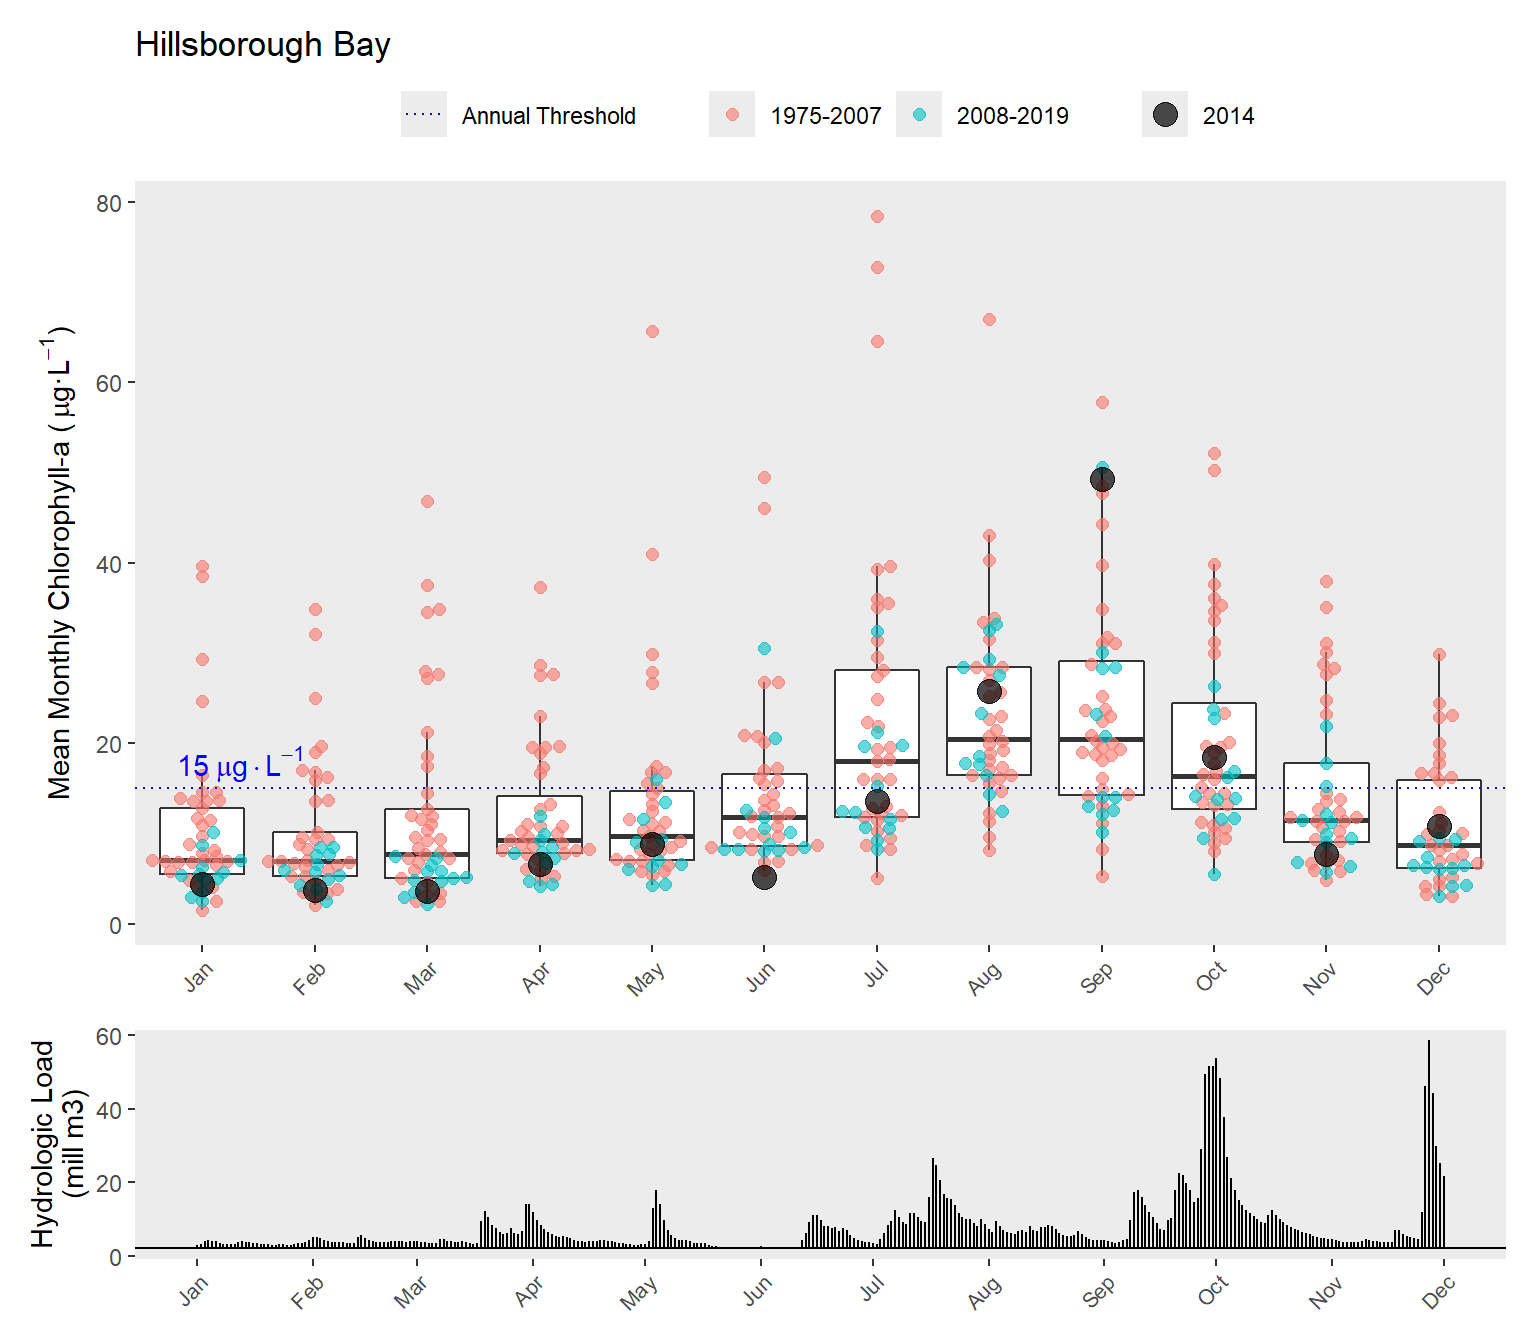 Hillsborough Bay
Annual Threshold 1975-2007 2008-2019 2014
Mean Monthly Chlorophyll-a ( μg·L⁻¹)
80
60
40
20
0
15 μg·L⁻¹
Jan Feb Mar Apr May Jun Jul Aug Sep Oct Nov Dec
Hydrologic Load
(mill m3)
60
40
20
0
Jan Feb Mar Apr May Jun Jul Aug Sep Oct Nov Dec